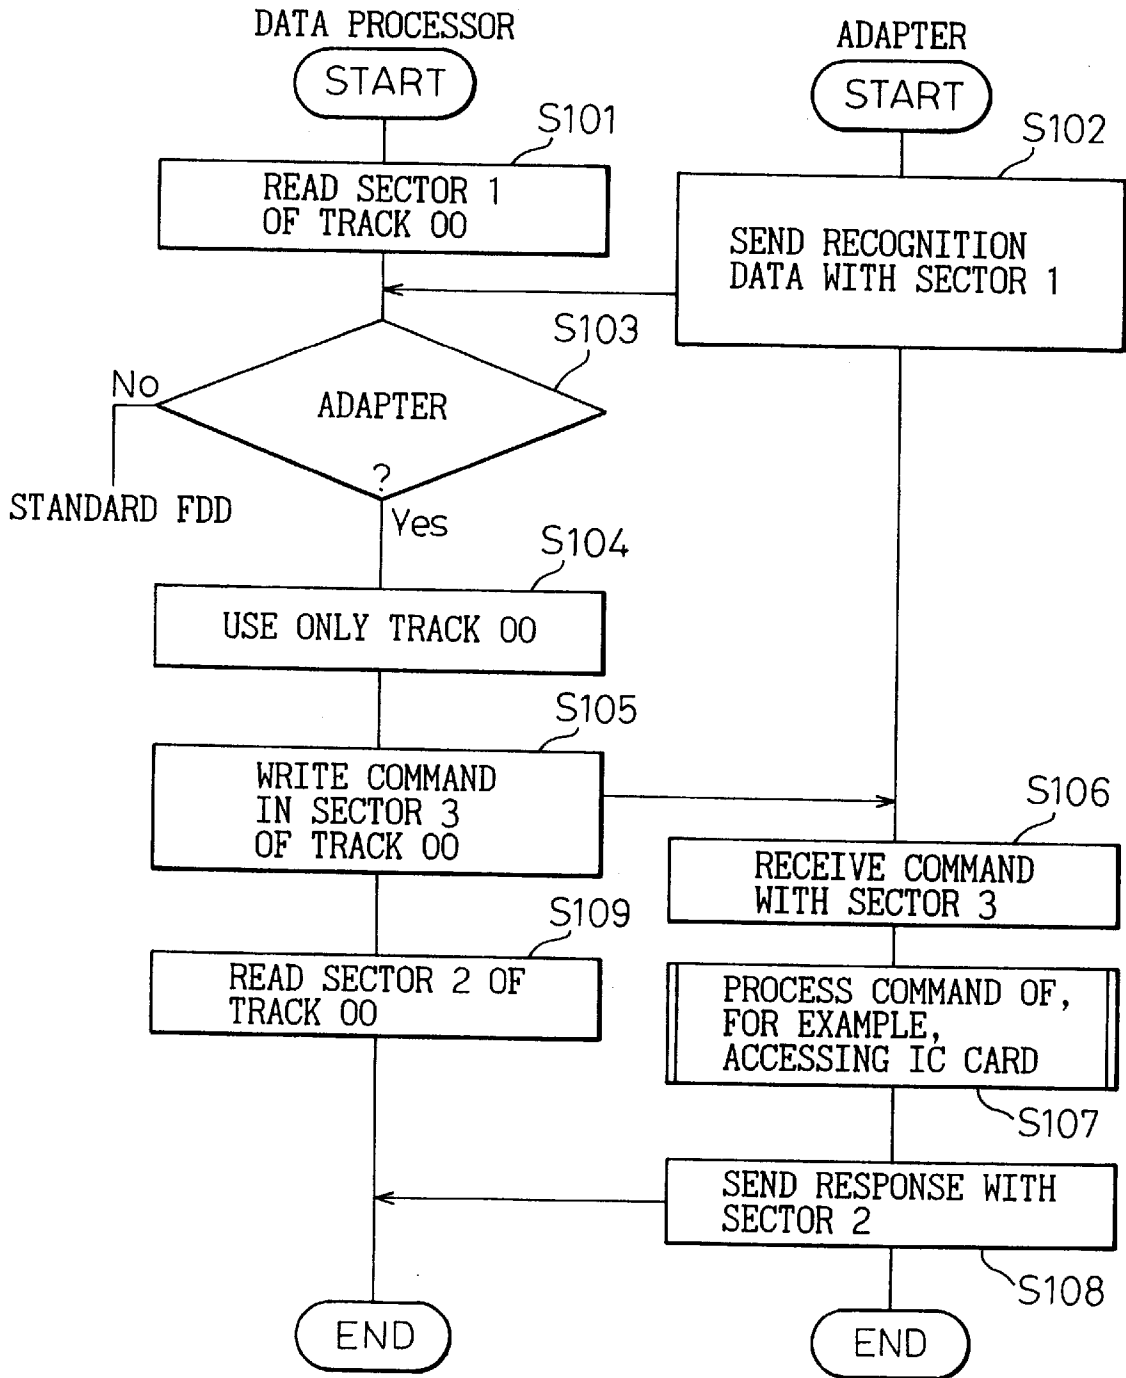 DATA PROCESSOR
ADAPTER
START
START
S101
S102
READ SECTOR 1
OF TRACK 00
SEND RECOGNITION
DATA WITH SECTOR 1
S103
No
ADAPTER
?
STANDARD FDD
Yes
S104
USE ONLY TRACK 00
S105
WRITE COMMAND
IN SECTOR 3
OF TRACK 00
S106
RECEIVE COMMAND
WITH SECTOR 3
S109
READ SECTOR 2 OF
TRACK 00
PROCESS COMMAND OF,
FOR EXAMPLE,
ACCESSING IC CARD
S107
SEND RESPONSE WITH
SECTOR 2
S108
END
END